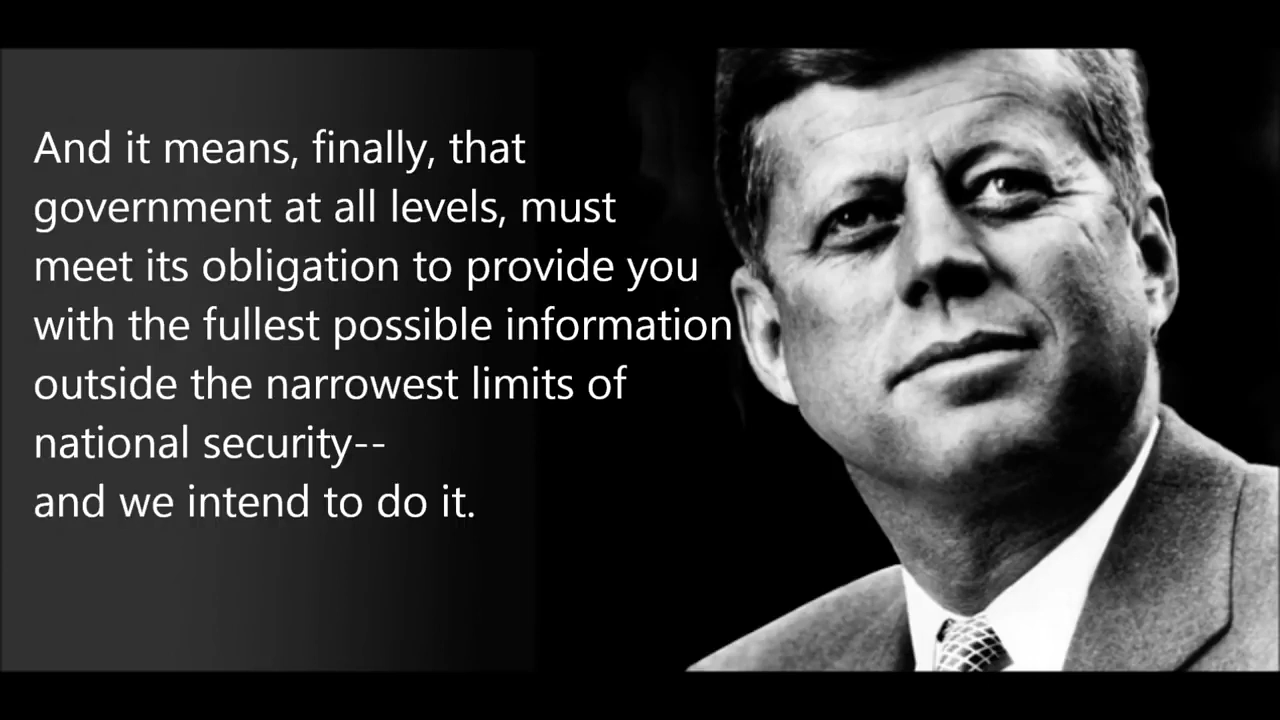 And it means, finally, that
government at all levels, must
meet its obligation to provide you
with the fullest possible information
outside the narrowest limits of
national security--
and we intend to do it.